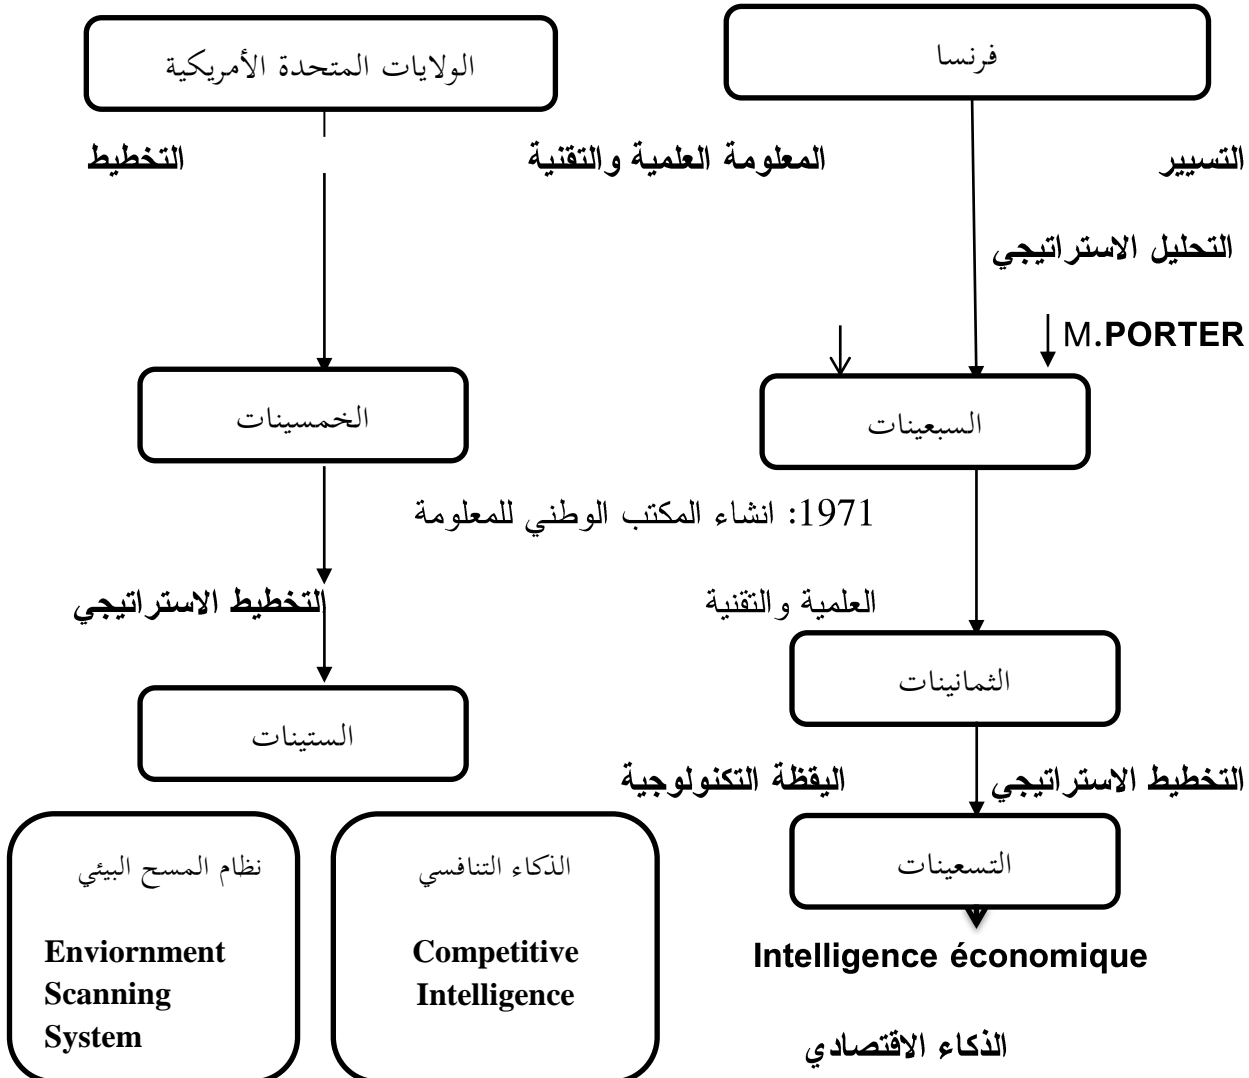 فرنسا
الولايات المتحدة الأمريكية
التسيير
المعلومة العلمية والتقنية
التخطيط
التحليل الاستراتيجي
M.PORTER
السبعينات
الخمسينات
1971: انشاء المكتب الوطني للمعلومة
العلمية والتقنية
التخطيط الاستراتيجي
الثمانينات
الستينات
التخطيط الاستراتيجي
اليقظة التكنولوجية
التسعينات
الذكاء التنافسي
نظام المسح البيئي
Intelligence économique
Competitive
Intelligence
Enviornment
Scanning
System
الذكاء الاقتصادي